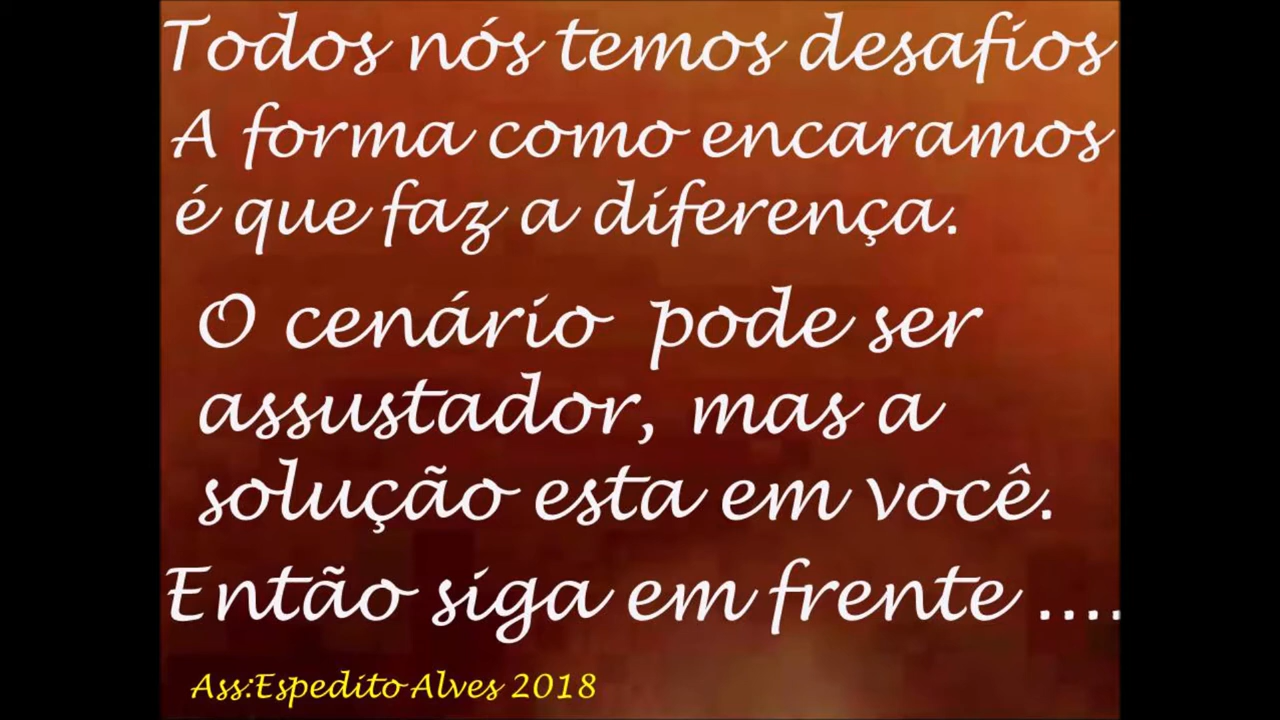 Todos nós temos desafios
A forma como encaramos
é que faz a diferença.
O cenário pode ser
assustador, mas a
solução esta em você.
Então siga em frente ....
Ass:Espedito Alves 2018